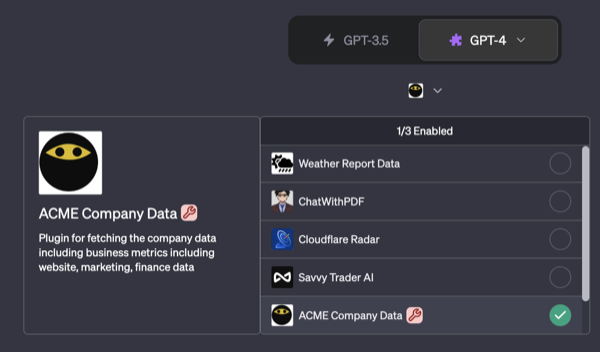 GPT-3.5
GPT-4
ACME Company Data
Plugin for fetching the company data
including business metrics including
website, marketing, finance data
1/3 Enabled
Weather Report Data
ChatWithPDF
Cloudflare Radar
Savvy Trader AI
ACME Company Data